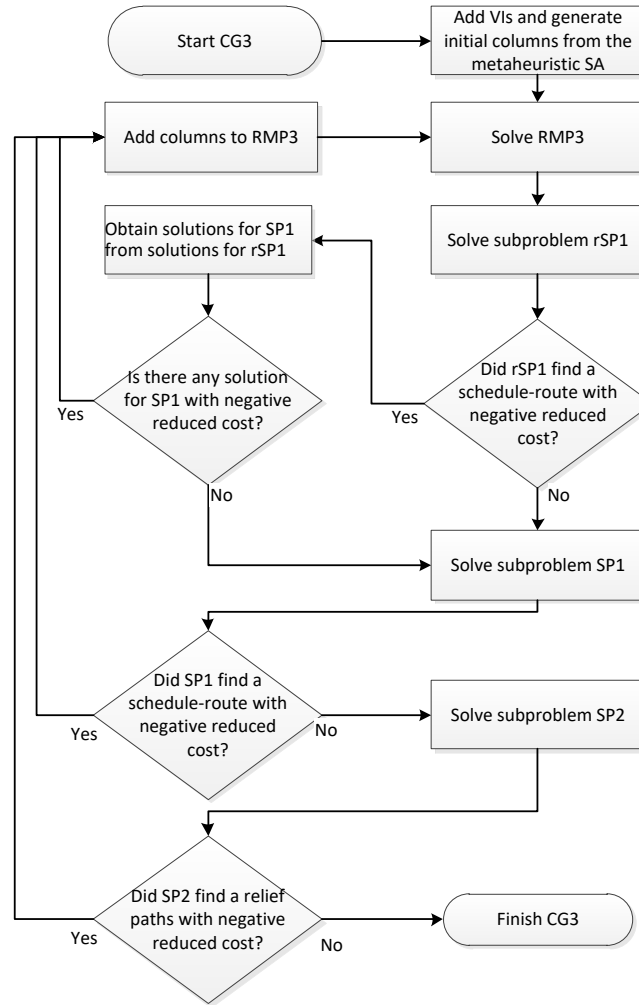 Start CG3
Add VIs and generate
initial columns from the
metaheuristic SA
Add columns to RMP3
Solve RMP3
Obtain solutions for SP1
from solutions for rSP1
Solve subproblem rSP1
Is there any solution
for SP1 with negative
reduced cost?
Yes
No
Did rSP1 find a
schedule-route with
negative reduced
cost?
Yes
No
Solve subproblem SP1
Did SP1 find a
schedule-route with
negative reduced
cost?
Yes
No
Solve subproblem SP2
Did SP2 find a relief
paths with negative
reduced cost?
Yes
No
Finish CG3